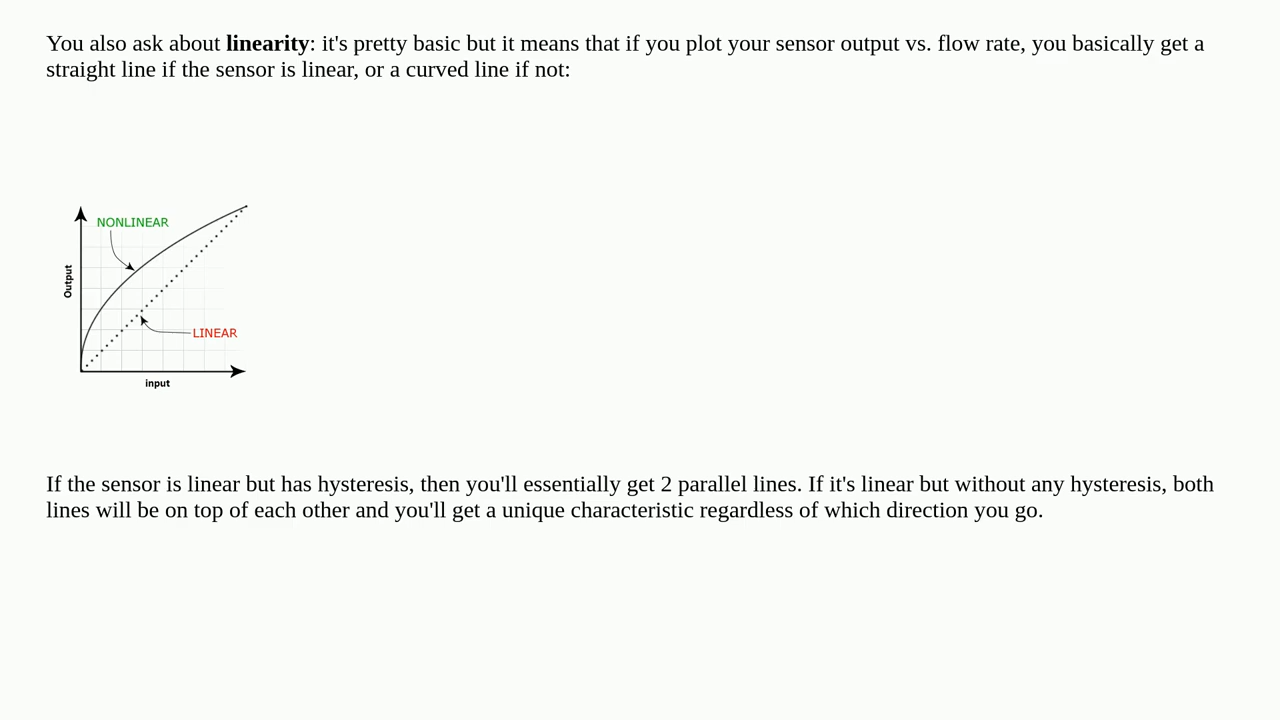 You also ask about linearity: it's pretty basic but it means that if you plot your sensor output vs. flow rate, you basically get a
straight line if the sensor is linear, or a curved line if not:
NONLINEAR
Output
LINEAR
input
If the sensor is linear but has hysteresis, then you'll essentially get 2 parallel lines. If it's linear but without any hysteresis, both
lines will be on top of each other and you'll get a unique characteristic regardless of which direction you go.